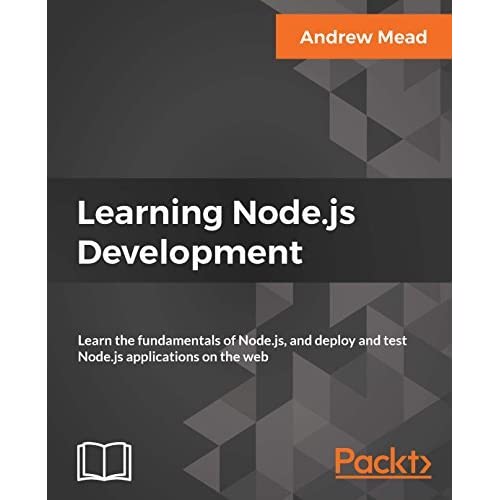 Andrew Mead
Learning Node.js
Development
Learn the fundamentals of Node.js, and deploy and test
Node.js applications on the web
Packt>